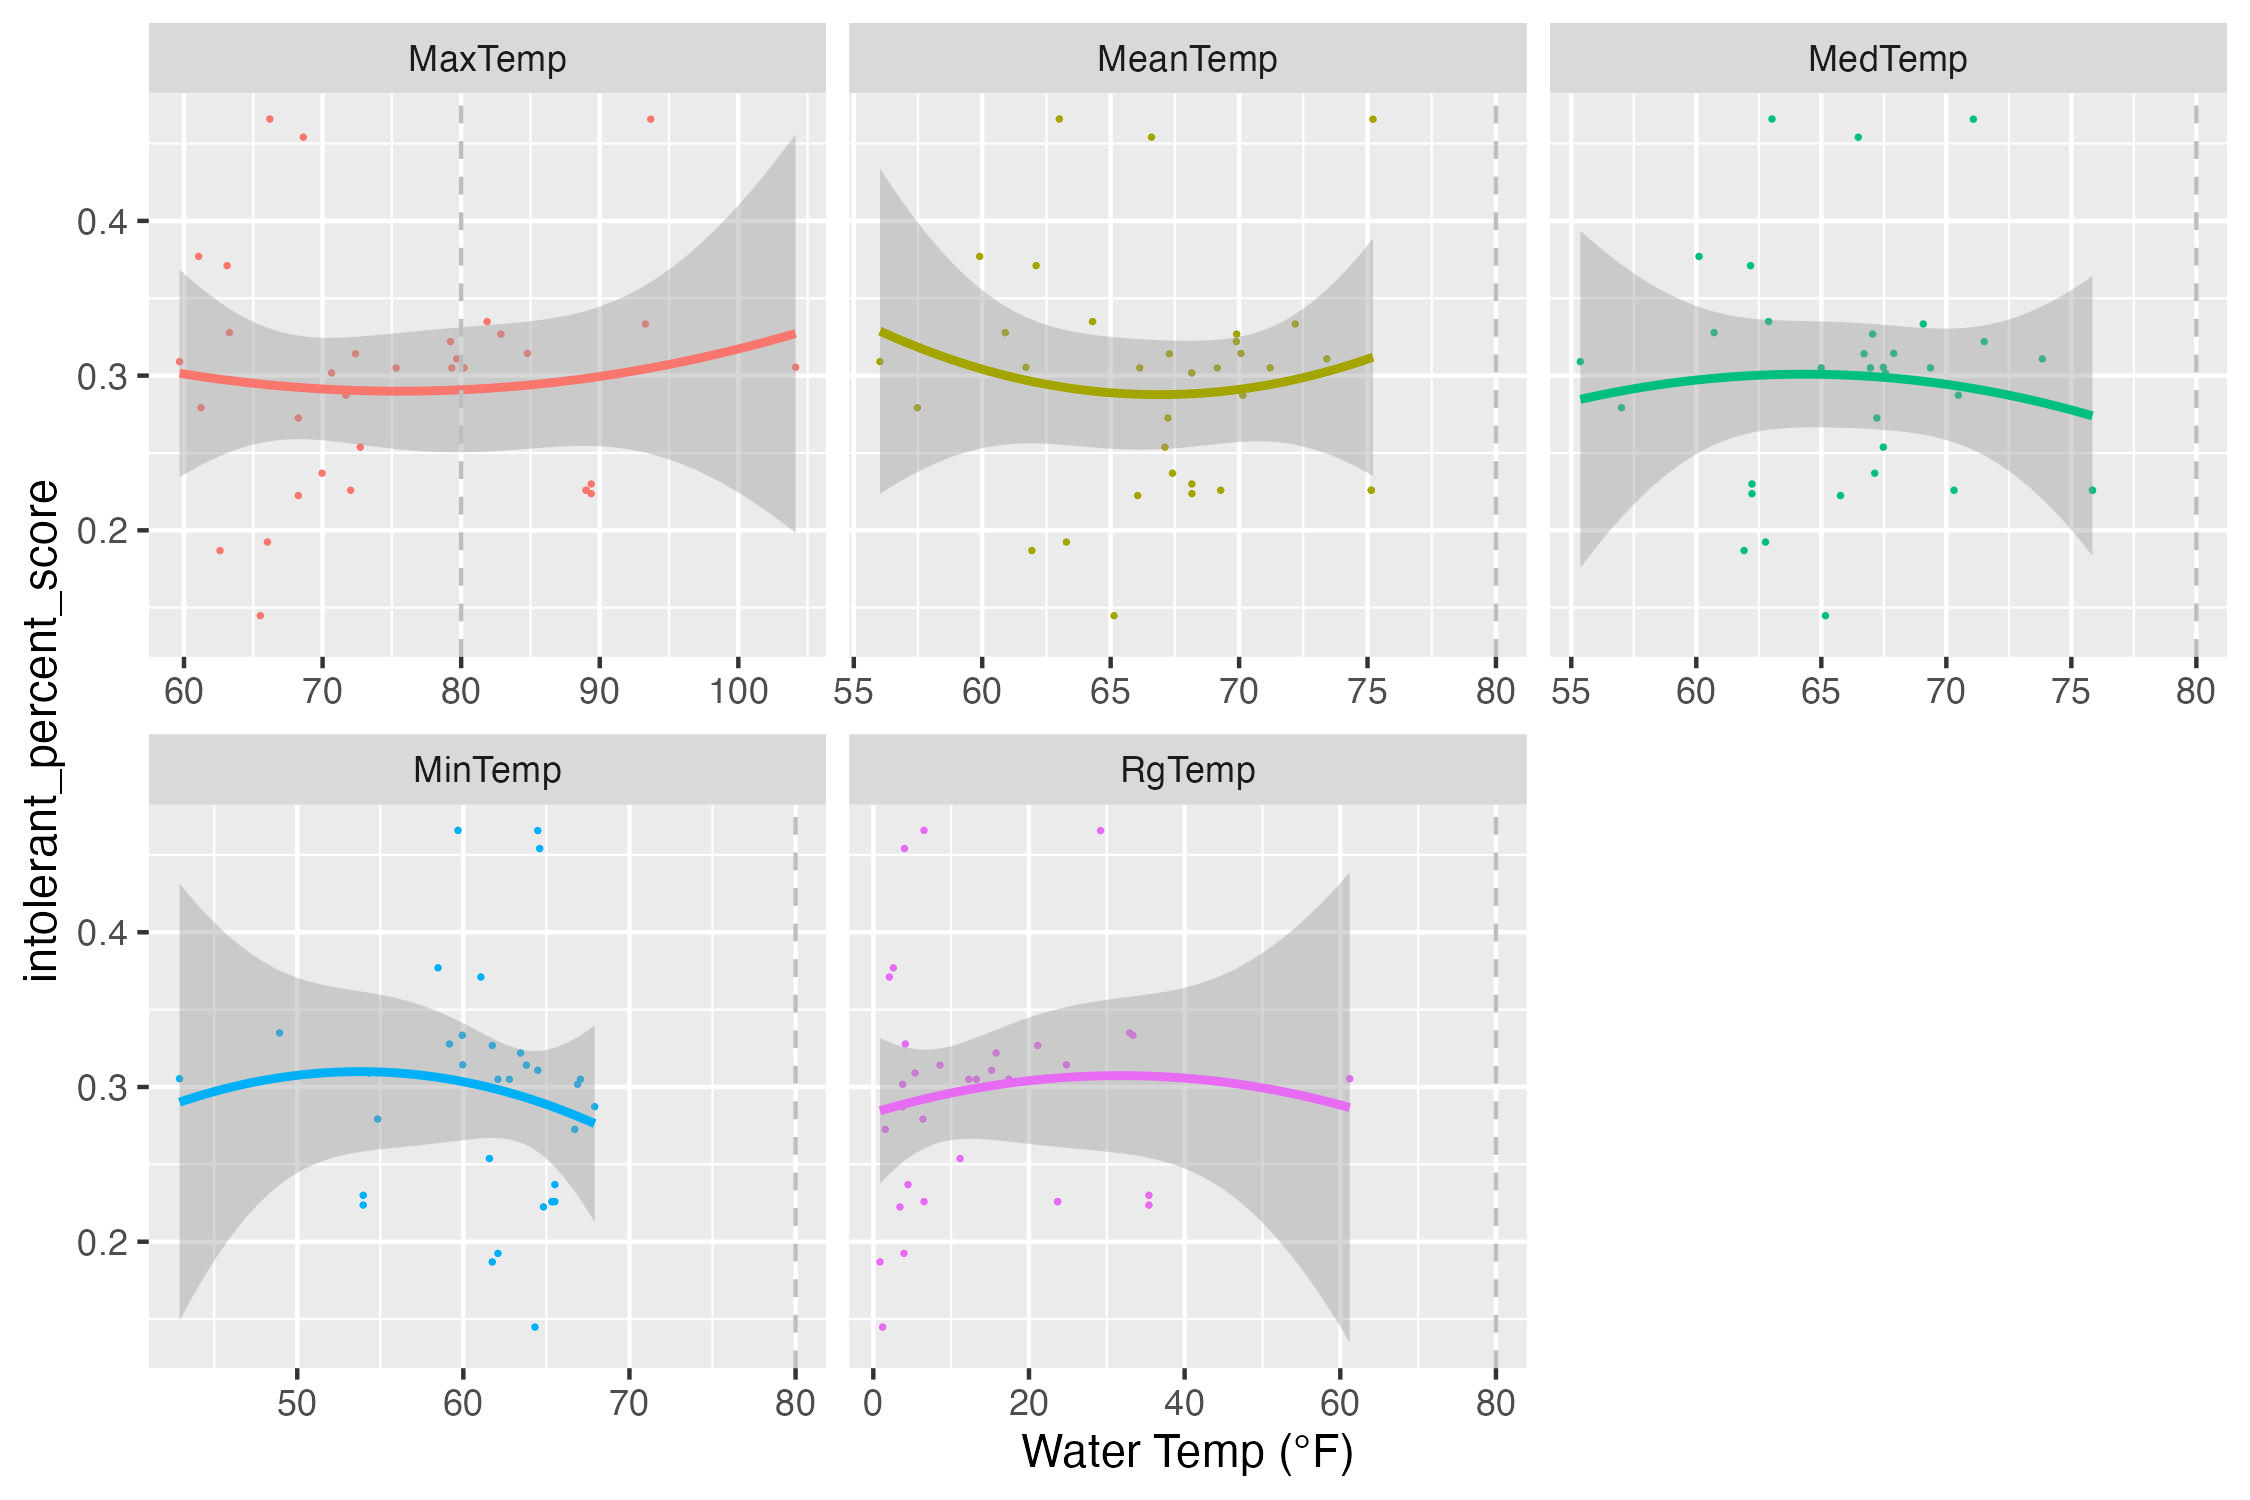 MaxTemp
MeanTemp
MedTemp
0.4
0.3
0.2
60 70 80 90 100
55 60 65 70 75 80
55 60 65 70 75 80
intolerant_percent_score
MinTemp
RgTemp
0.4
0.3
0.2
50 60 70 80
0 20 40 60 80
Water Temp (°F)